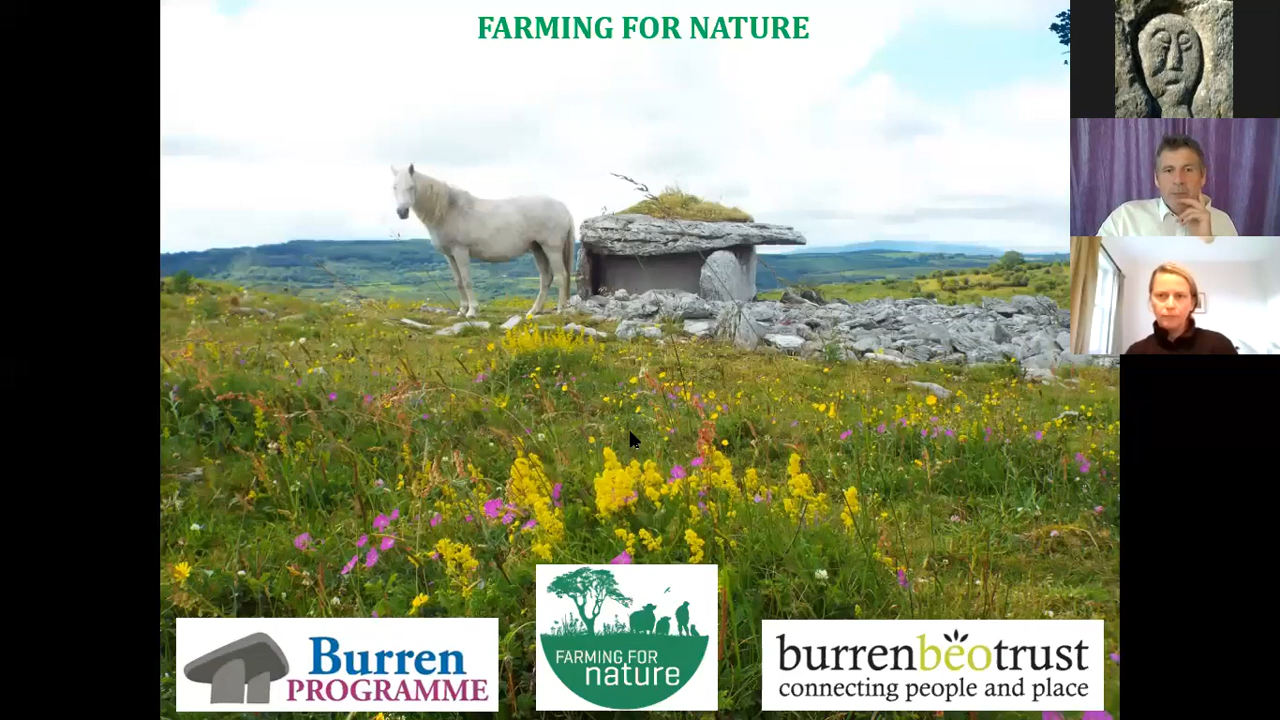 FARMING FOR NATURE
Burren
PROGRAMME
FARMING FOR
nature
burrenbeotrust
connecting people and place